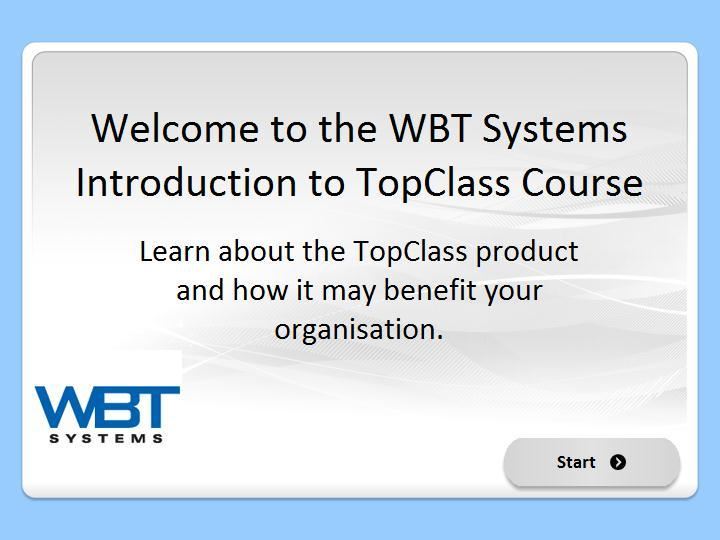 Welcome to the WBT Systems
Introduction to TopClass Course
Learn about the TopClass product
and how it may benefit your
organisation.
WBT
SYSTEMS
Start